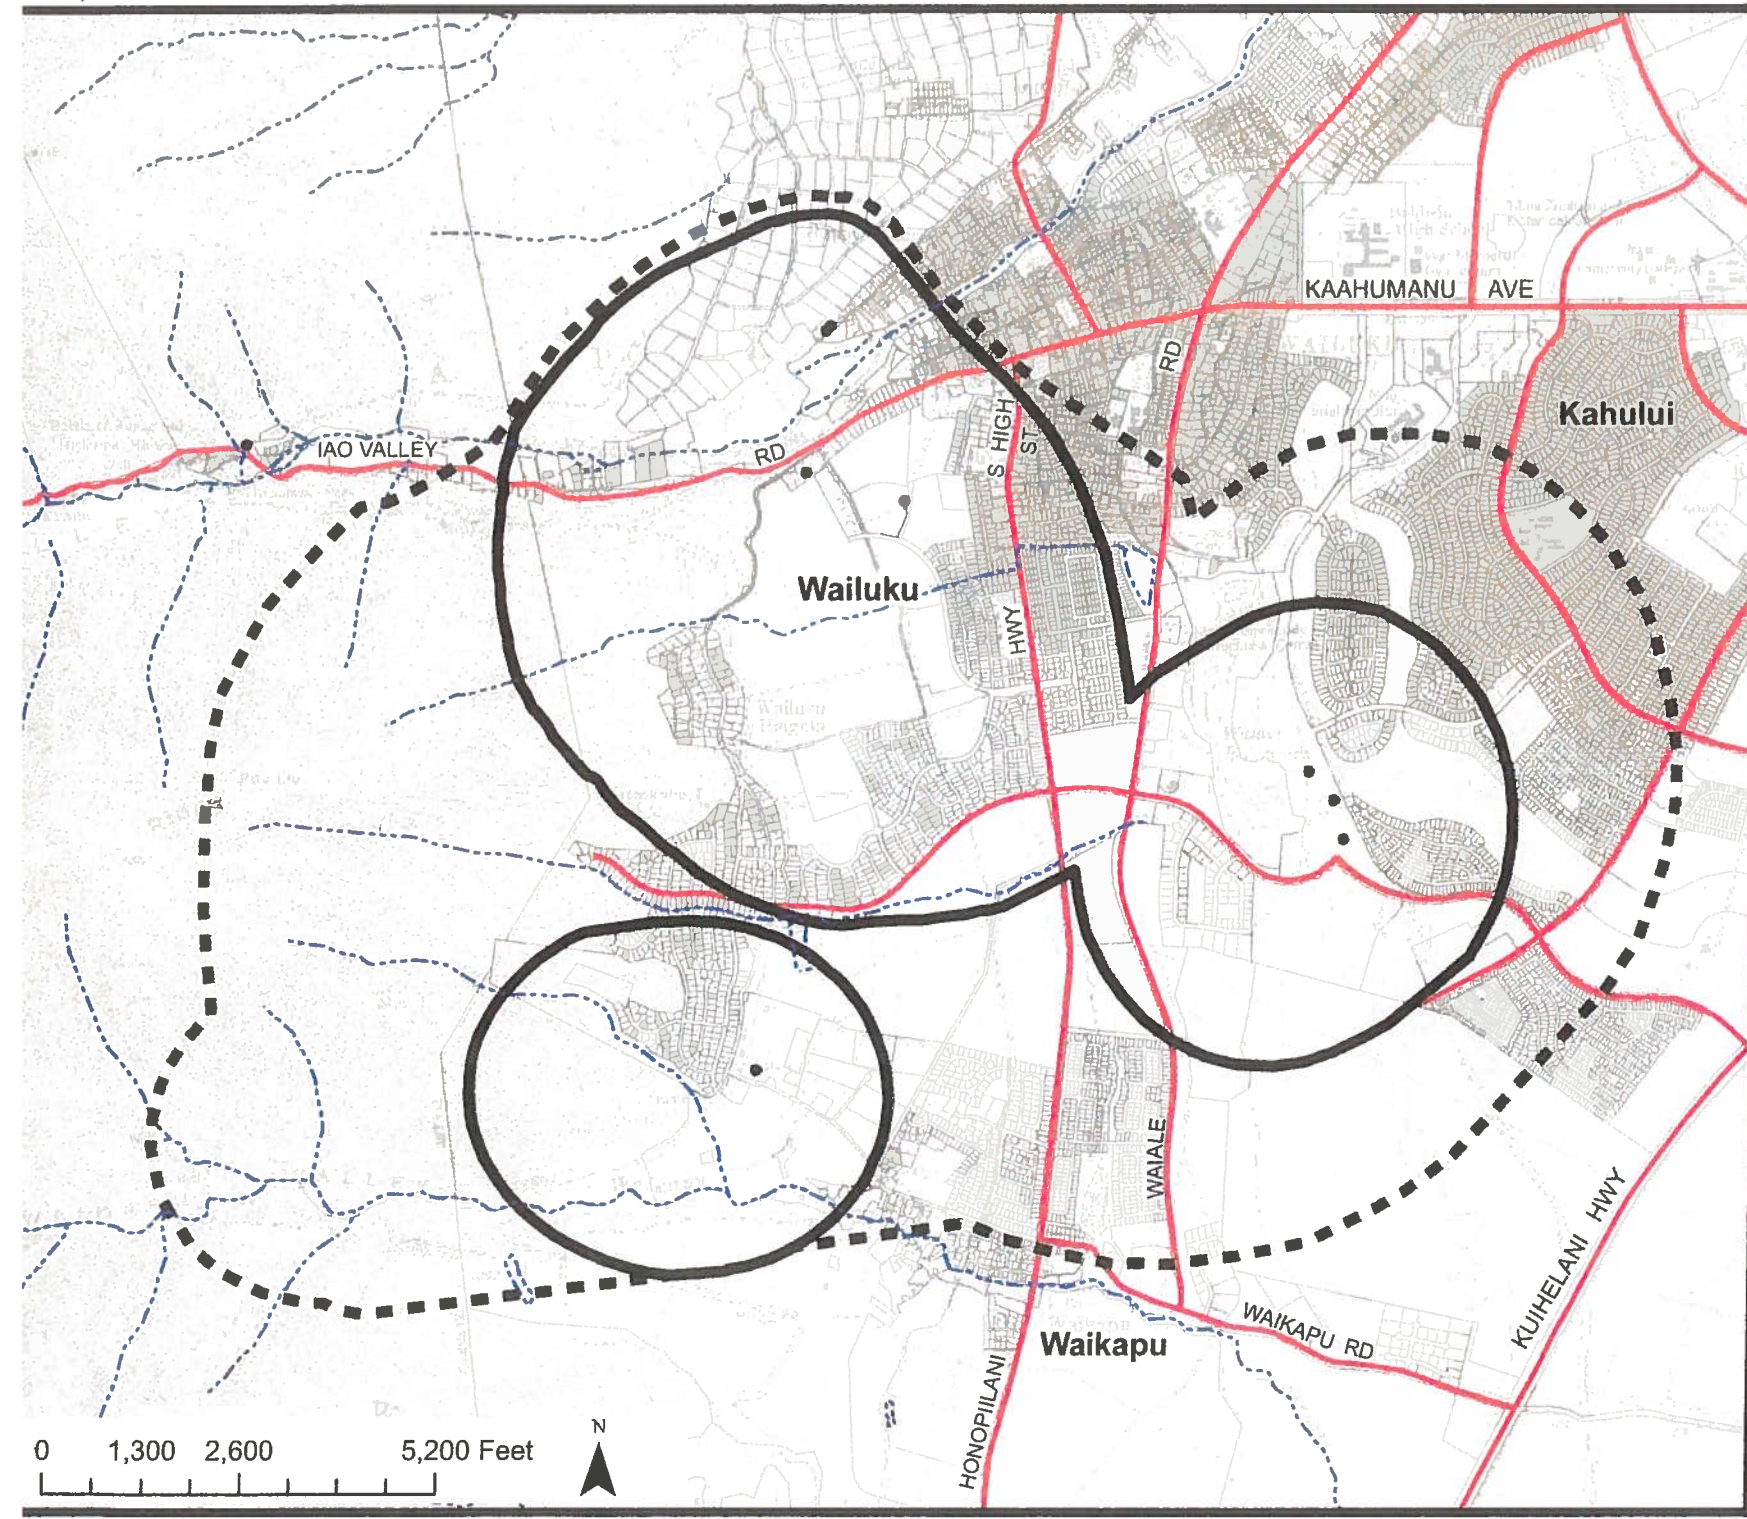 KAAHUMANU AVE
RD
Kahului
S HIGH
ST
IAO VALLEY
RD
Wailuku
HWY
WAIALE
KUIHELANI HWY
WAIKAPU RD
Waikapu
HONOPIILANI
N
0 1,300 2,600 5,200 Feet